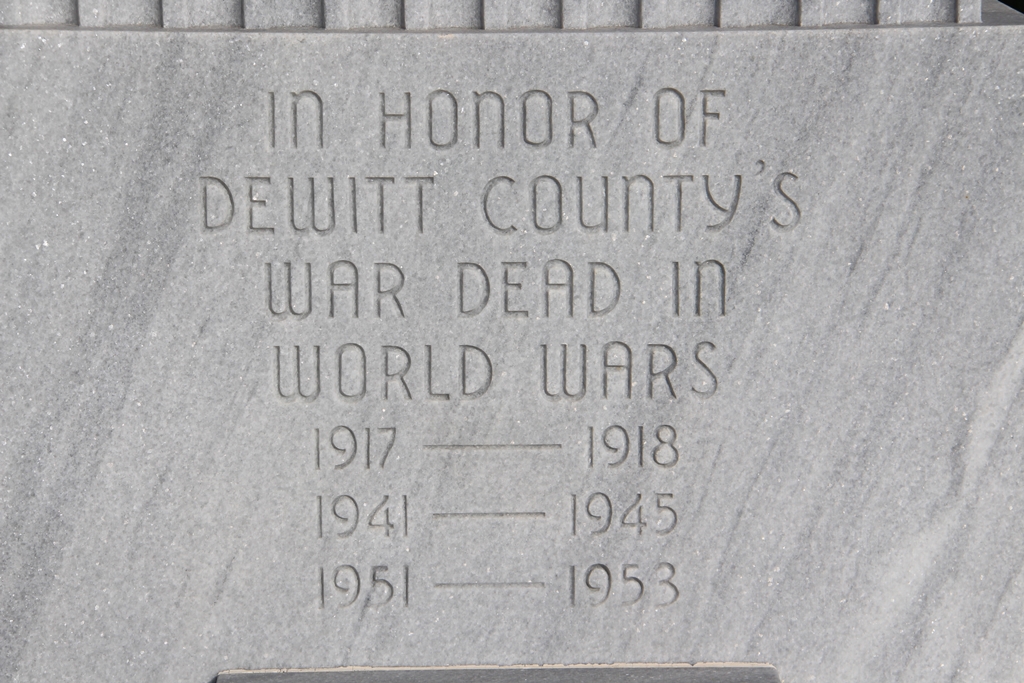 IN HONOR OF
DEWITT COUNTY'S
WAR DEAD IN
WORLD WARS
1917 — 1918
1941 — 1945
1951 — 1953